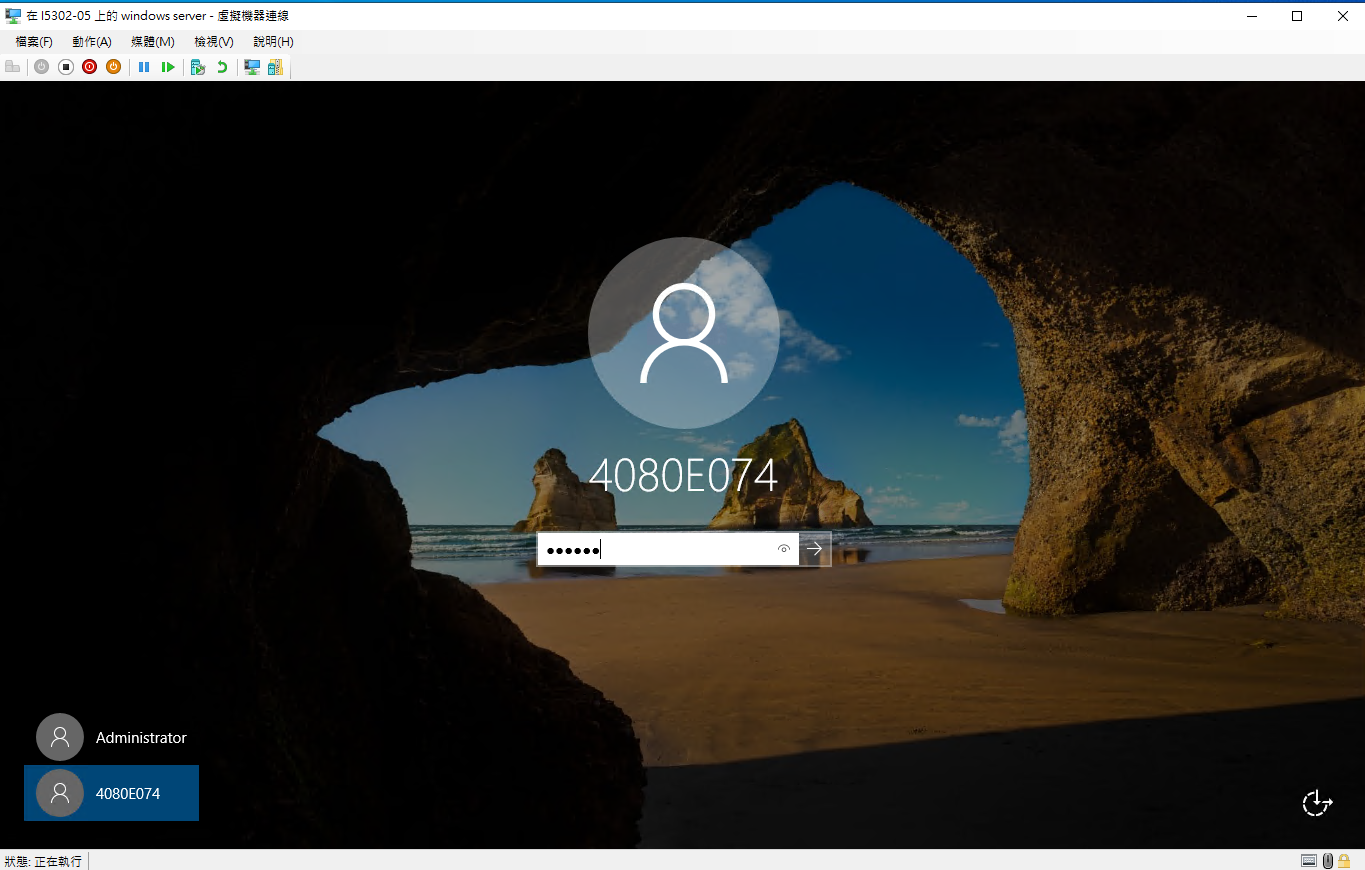 在 I5302-05 上的 windows server - 虛擬機器連線
檔案(F) 動作(A) 媒體(M) 檢視(V) 說明(H)
4080E074
Administrator
4080E074
狀態: 正在執行